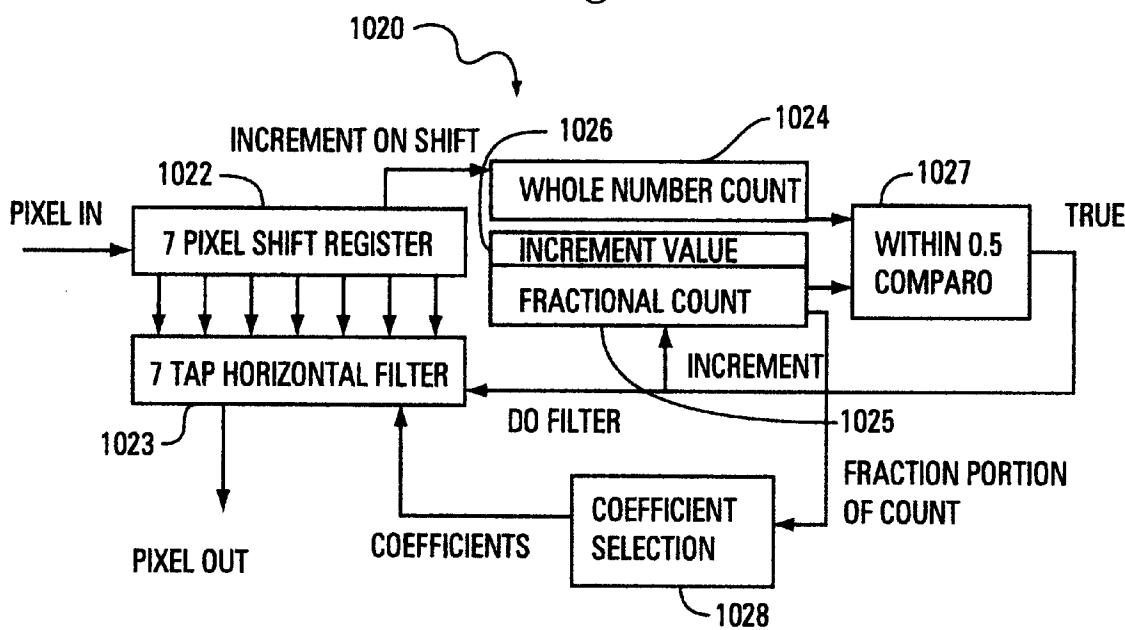 1020
INCREMENT ON SHIFT
1026
1024
1022
1027
PIXEL IN
7 PIXEL SHIFT REGISTER
WHOLE NUMBER COUNT
INCREMENT VALUE
FRACTIONAL COUNT
WITHIN 0.5
COMPARO
TRUE
7 TAP HORIZONTAL FILTER
INCREMENT
DO FILTER
1025
1023
FRACTION PORTION
OF COUNT
COEFFICIENT
SELECTION
COEFFICIENTS
PIXEL OUT
1028